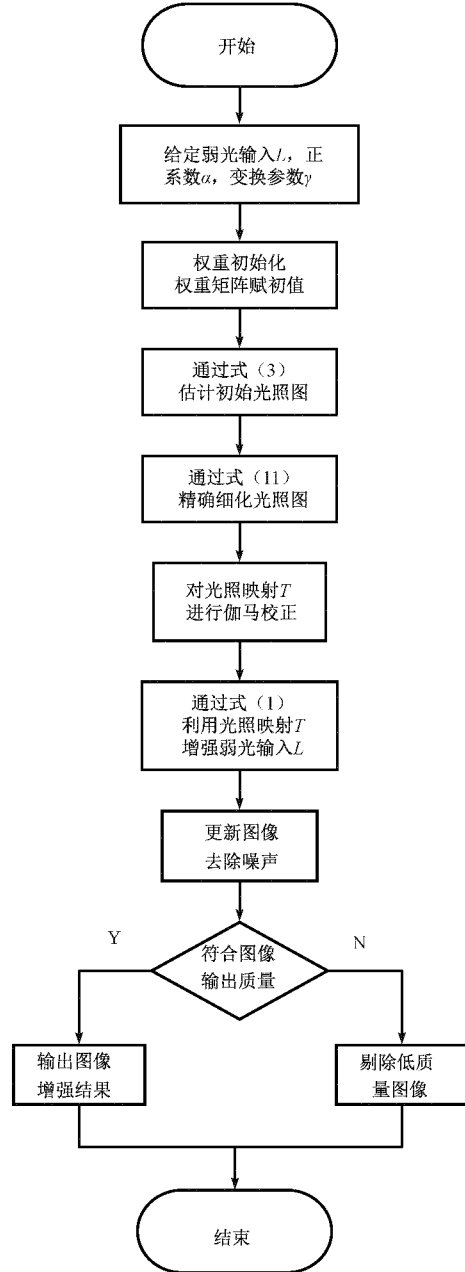 开始
给定弱光输入L，正
系数α，变换参数γ
权重初始化
权重矩阵赋初值
通过式（3）
估计初始光照图
通过式（11）
精确细化光照图
对光照映射T
进行伽马校正
通过式（1）
利用光照映射T
增强弱光输入L
更新图像
去除噪声
Y
N
符合图像
输出质量
输出图像
增强结果
剔除低质
量图像
结束